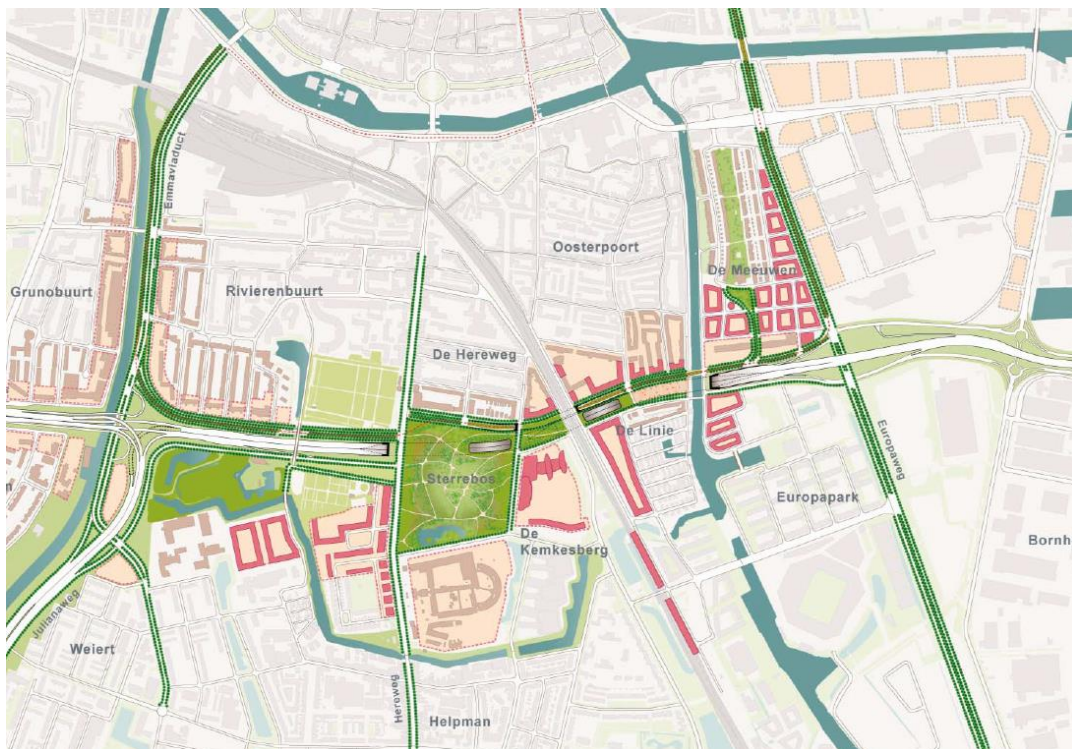 Emmaviaduct
Oosterpoort
De Meeuwen
Grunobuurt
Rivierenbuurt
De Hereweg
De Linie
Europaweg
Sterrebos
Europapark
De
Kemkesberg
Bornh
Julianaweg
Weiert
Hereweg
Helpman